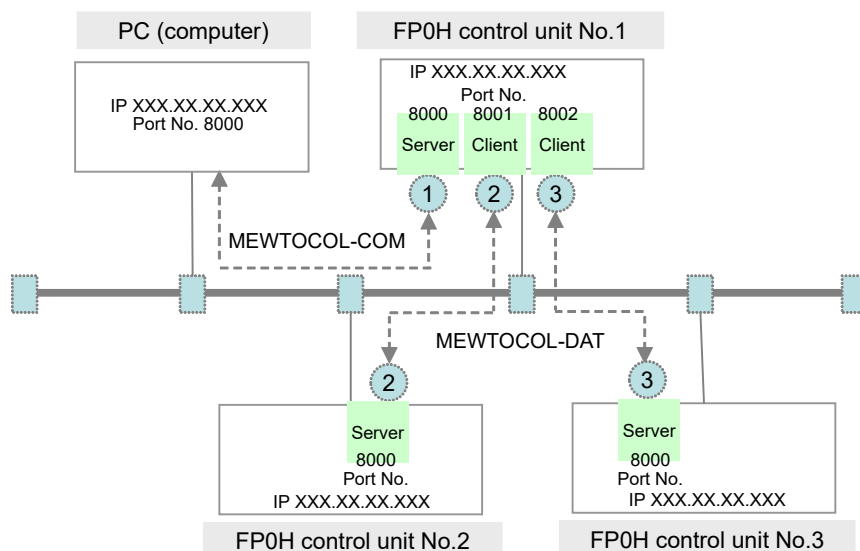 PC (computer)
FP0H control unit No.1
IP XXX.XX.XX.XXX
Port No. 8000
IP XXX.XX.XX.XXX
Port No.
8000 8001 8002
Server Client Client
1 2 3
MEWTOCOL-COM
MEWTOCOL-DAT
2
3
Server
8000
Port No.
IP XXX.XX.XX.XXX
Server
8000
Port No.
IP XXX.XX.XX.XXX
FP0H control unit No.2
FP0H control unit No.3